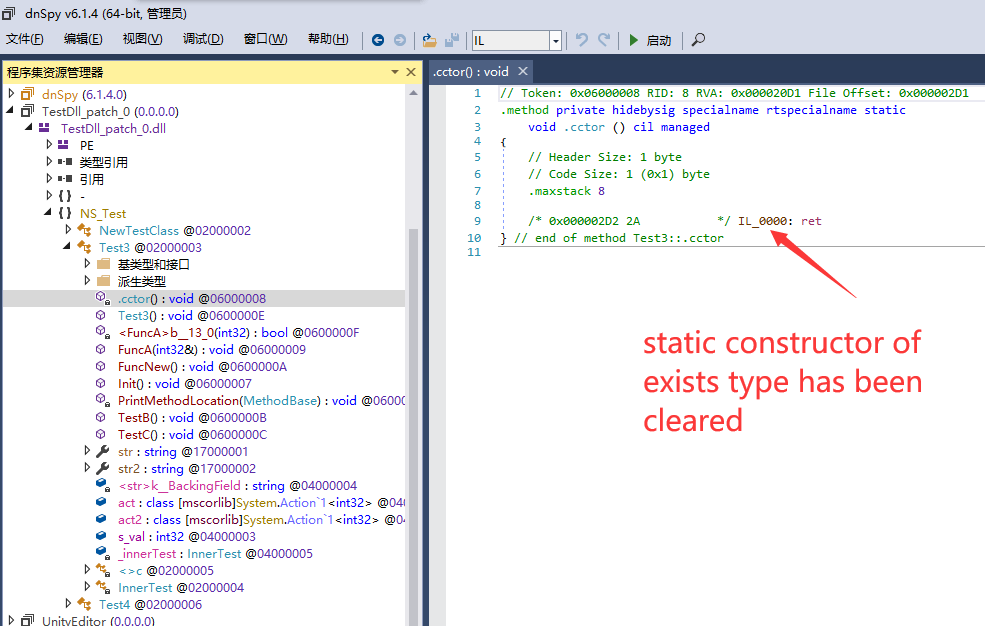 dnSpy v6.1.4 (64-bit, 管理员)
文件(F) 编辑(E) 视图(V) 调试(D) 窗口(W) 帮助(H) IL 启动
程序集资源管理器
dnSpy (6.1.4.0)
TestDll_patch_0 (0.0.0.0)
TestDll_patch_0.dll
PE
类型引用
引用
{ } -
{ } NS_Test
NewTestClass @02000002
Test3 @02000003
基类型和接口
派生类型
.cctor() : void @06000008
Test3() : void @0600000E
<FuncA>b__13_0(int32) : bool @0600000F
FuncA(int32&) : void @06000009
FuncNew() : void @0600000A
Init() : void @06000007
PrintMethodLocation(MethodBase) : void @0600
TestB() : void @0600000B
TestC() : void @0600000C
str : string @17000001
str2 : string @17000002
<str>k__BackingField : string @04000004
act : class [mscorlib]System.Action`1<int32> @04
act2 : class [mscorlib]System.Action`1<int32> @0
s_val : int32 @04000003
_innerTest : InnerTest @04000005
<>c @02000005
InnerTest @02000004
Test4 @02000006
UnityEditor (0.0.0.0)
.cctor() : void
1 // Token: 0x06000008 RID: 8 RVA: 0x000020D1 File Offset: 0x000002D1
2 .method private hidebysig specialname rtspecialname static
3 void .cctor () cil managed
4 {
5 // Header Size: 1 byte
6 // Code Size: 1 (0x1) byte
7 .maxstack 8
8
9 /* 0x000002D2 2A */ IL_0000: ret
10 } // end of method Test3::.cctor
11
static constructor of
exists type has been
cleared